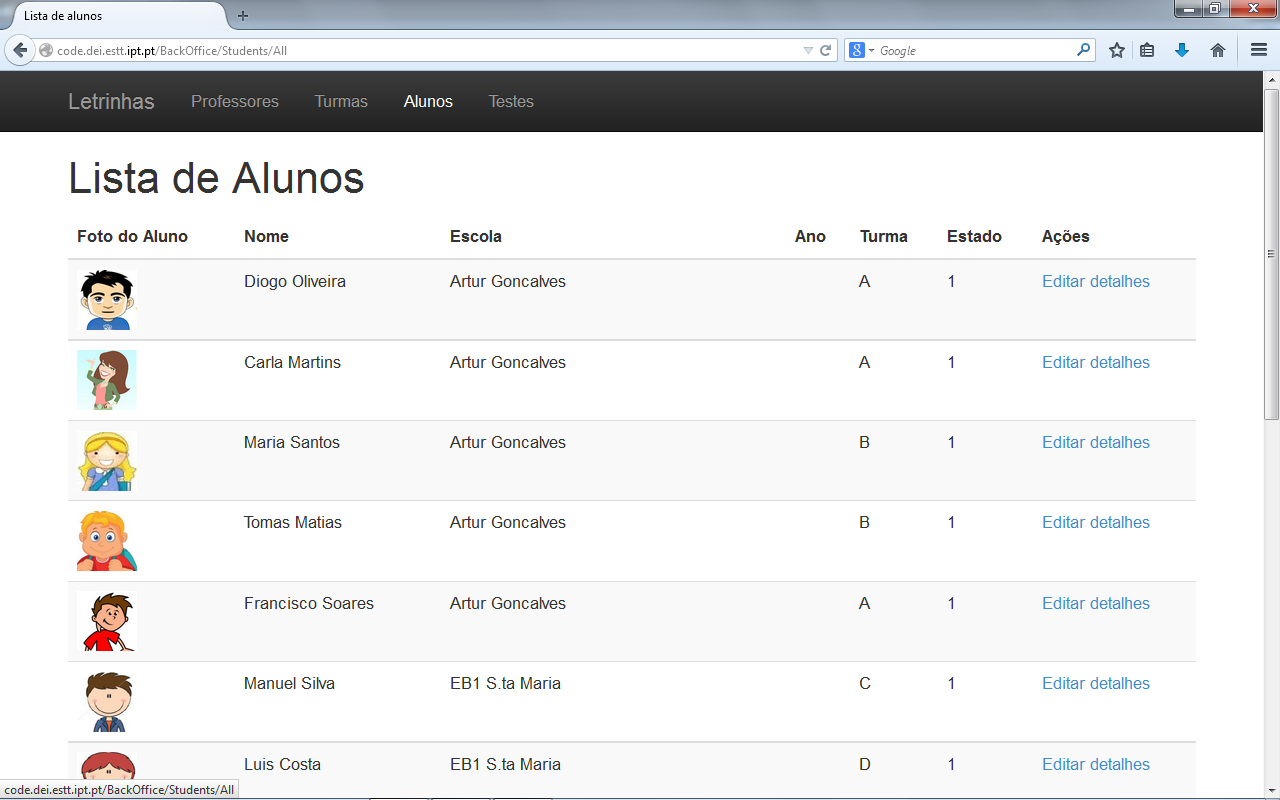 Lista de alunos
code.dei.estt.ipt.pt/BackOffice/Students/All
Google
Letrinhas Professores Turmas Alunos Testes
Lista de Alunos
Foto do Aluno Nome Escola Ano Turma Estado Ações
Diogo Oliveira Artur Goncalves A 1 Editar detalhes
Carla Martins Artur Goncalves A 1 Editar detalhes
Maria Santos Artur Goncalves B 1 Editar detalhes
Tomas Matias Artur Goncalves B 1 Editar detalhes
Francisco Soares Artur Goncalves A 1 Editar detalhes
Manuel Silva EB1 S.ta Maria C 1 Editar detalhes
Luis Costa EB1 S.ta Maria D 1 Editar detalhes
code.dei.estt.ipt.pt/BackOffice/Students/All